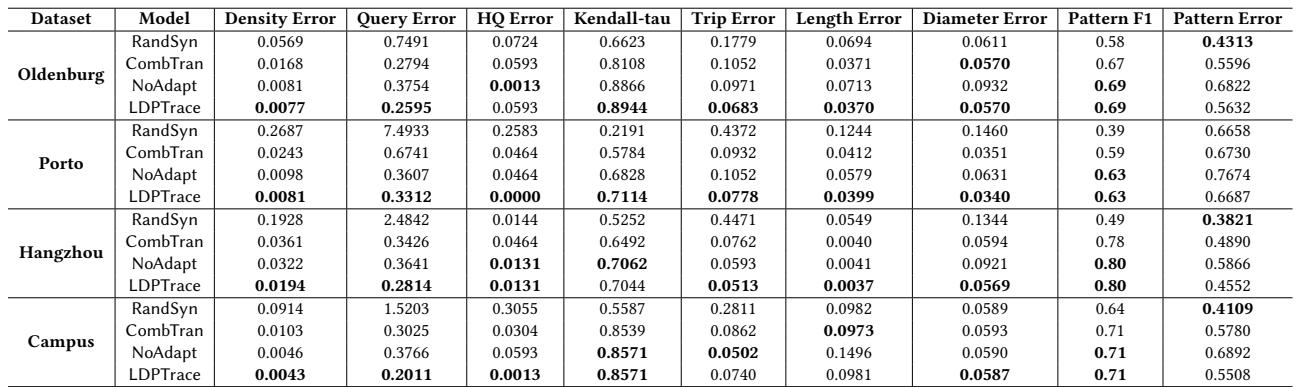 Dataset Model Density Error Query Error HQ Error Kendall-tau Trip Error Length Error Diameter Error Pattern F1 Pattern Error
Oldenburg
RandSyn 0.0569 0.7491 0.0724 0.6623 0.1779 0.0694 0.0611 0.58 0.4313
CombTran 0.0168 0.2794 0.0593 0.8108 0.1052 0.0371 0.0570 0.67 0.5596
NoAdapt 0.0081 0.3754 0.0013 0.8866 0.0971 0.0713 0.0932 0.69 0.6822
LDPTrace 0.0077 0.2595 0.0593 0.8944 0.0683 0.0370 0.0570 0.69 0.5632
Porto
RandSyn 0.2687 7.4933 0.2583 0.2191 0.4372 0.1244 0.1460 0.39 0.6658
CombTran 0.0243 0.6741 0.0464 0.5784 0.0932 0.0412 0.0351 0.59 0.6730
NoAdapt 0.0098 0.3607 0.0464 0.6828 0.1052 0.0579 0.0631 0.63 0.7674
LDPTrace 0.0081 0.3312 0.0000 0.7114 0.0778 0.0399 0.0340 0.63 0.6687
Hangzhou
RandSyn 0.1928 2.4842 0.0144 0.5252 0.4471 0.0549 0.1344 0.49 0.3821
CombTran 0.0361 0.3426 0.0464 0.6492 0.0762 0.0040 0.0594 0.78 0.4890
NoAdapt 0.0322 0.3641 0.0131 0.7062 0.0593 0.0041 0.0921 0.80 0.5866
LDPTrace 0.0194 0.2814 0.0131 0.7044 0.0513 0.0037 0.0569 0.80 0.4552
Campus
RandSyn 0.0914 1.5203 0.3055 0.5587 0.2811 0.0982 0.0589 0.64 0.4109
CombTran 0.0103 0.3025 0.0304 0.8539 0.0862 0.0973 0.0593 0.71 0.5780
NoAdapt 0.0046 0.3766 0.0593 0.8571 0.0502 0.1496 0.0590 0.71 0.6892
LDPTrace 0.0043 0.2011 0.0013 0.8571 0.0740 0.0981 0.0587 0.71 0.5508